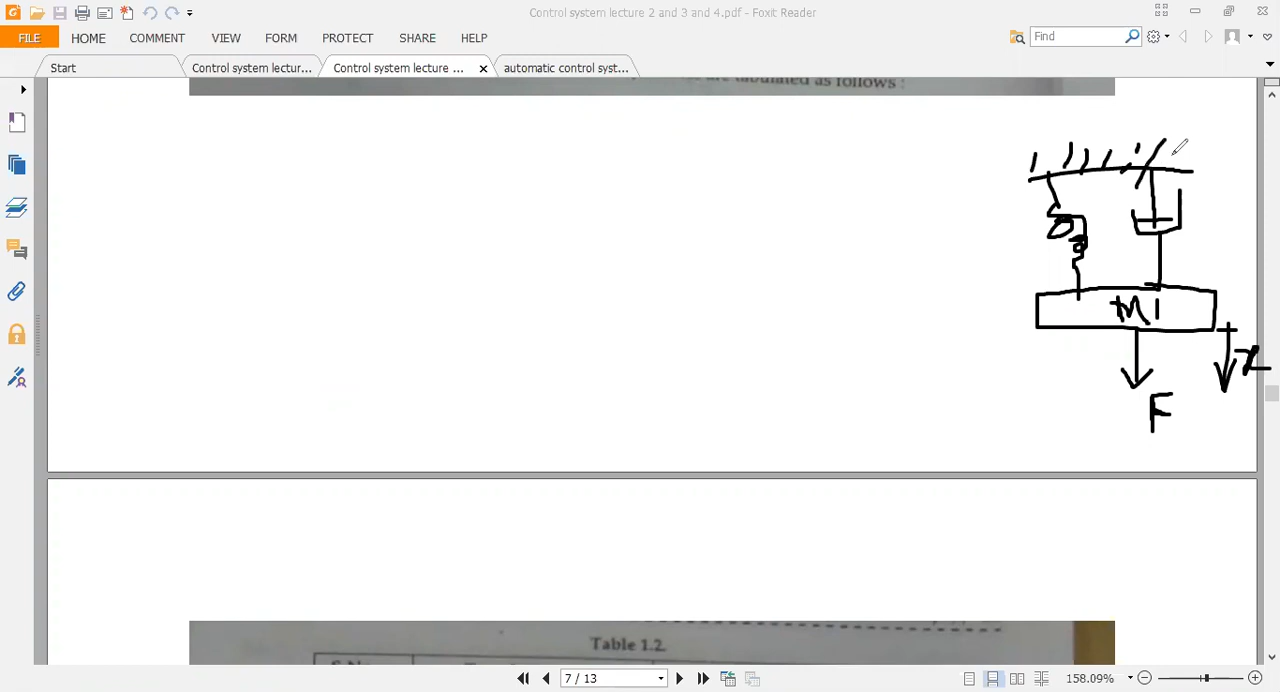 Control system lecture 2 and 3 and 4.pdf - Foxit Reader
FILE HOME COMMENT VIEW FORM PROTECT SHARE HELP
Find
Start
Control system lectur...
Control system lecture ...
automatic control syst...
are tabulated as follows :
M1
x
F
Table 1.2.
7 / 13
158.09%